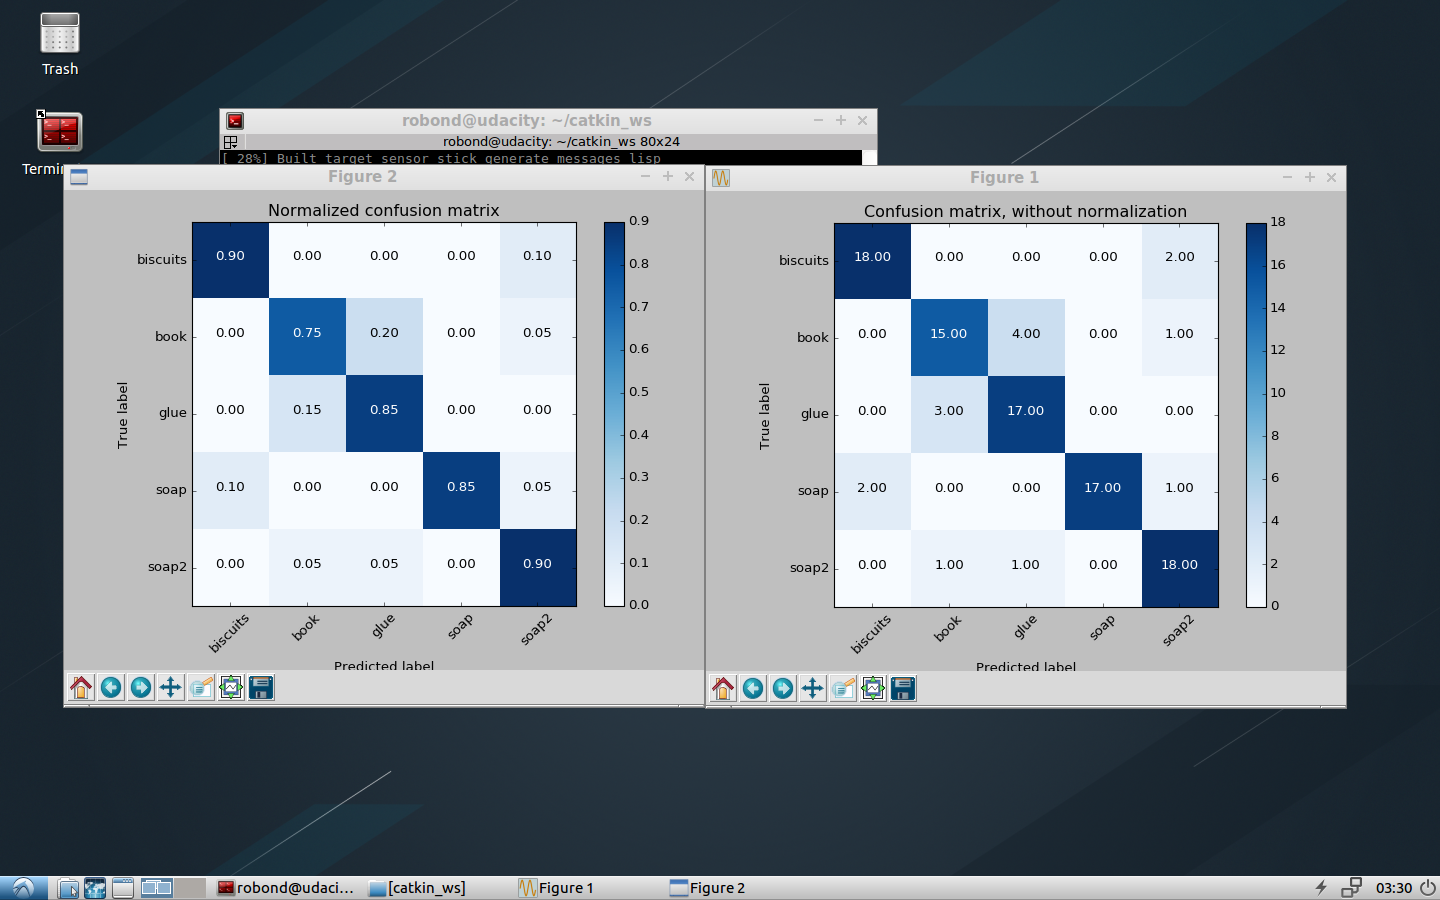 Trash
Termin
robond@udacity: ~/catkin_ws
robond@udacity: ~/catkin_ws 80x24
[ 28%] Built target sensor_stick_generate_messages_lisp
Figure 2
Normalized confusion matrix
biscuits 0.90 0.00 0.00 0.00 0.10
book 0.00 0.75 0.20 0.00 0.05
glue 0.00 0.15 0.85 0.00 0.00
soap 0.10 0.00 0.00 0.85 0.05
soap2 0.00 0.05 0.05 0.00 0.90
True label
biscuits book glue soap soap2
Predicted label
0.9
0.8
0.7
0.6
0.5
0.4
0.3
0.2
0.1
0.0
Figure 1
Confusion matrix, without normalization
biscuits 18.00 0.00 0.00 0.00 2.00
book 0.00 15.00 4.00 0.00 1.00
glue 0.00 3.00 17.00 0.00 0.00
soap 2.00 0.00 0.00 17.00 1.00
soap2 0.00 1.00 1.00 0.00 18.00
True label
biscuits book glue soap soap2
Predicted label
18
16
14
12
10
8
6
4
2
0
robond@udaci...
[catkin_ws]
Figure 1
Figure 2
03:30